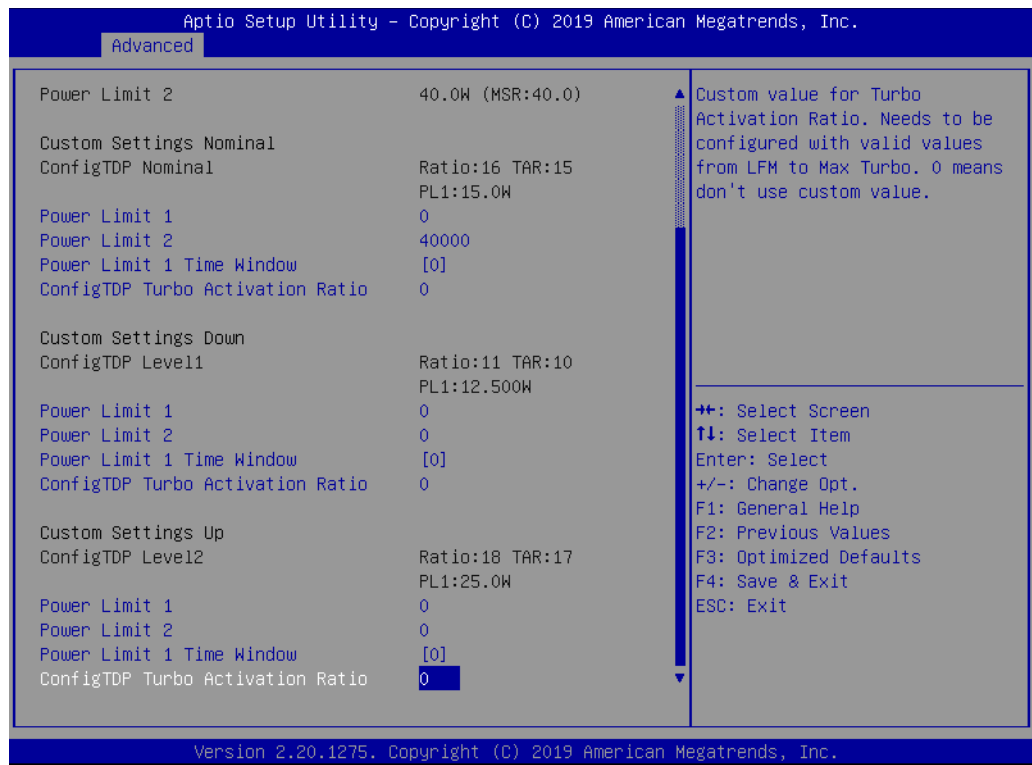 Aptio Setup Utility – Copyright (C) 2019 American Megatrends, Inc.
Advanced
Power Limit 2 40.0W (MSR:40.0)
Custom Settings Nominal
ConfigTDP Nominal Ratio:16 TAR:15
PL1:15.0W
Power Limit 1 0
Power Limit 2 40000
Power Limit 1 Time Window [0]
ConfigTDP Turbo Activation Ratio 0
Custom Settings Down
ConfigTDP Level1 Ratio:11 TAR:10
PL1:12.500W
Power Limit 1 0
Power Limit 2 0
Power Limit 1 Time Window [0]
ConfigTDP Turbo Activation Ratio 0
Custom Settings Up
ConfigTDP Level2 Ratio:18 TAR:17
PL1:25.0W
Power Limit 1 0
Power Limit 2 0
Power Limit 1 Time Window [0]
ConfigTDP Turbo Activation Ratio 0
Custom value for Turbo
Activation Ratio. Needs to be
configured with valid values
from LFM to Max Turbo. 0 means
don't use custom value.
→←: Select Screen
↑↓: Select Item
Enter: Select
+/-: Change Opt.
F1: General Help
F2: Previous Values
F3: Optimized Defaults
F4: Save & Exit
ESC: Exit
Version 2.20.1275. Copyright (C) 2019 American Megatrends, Inc.